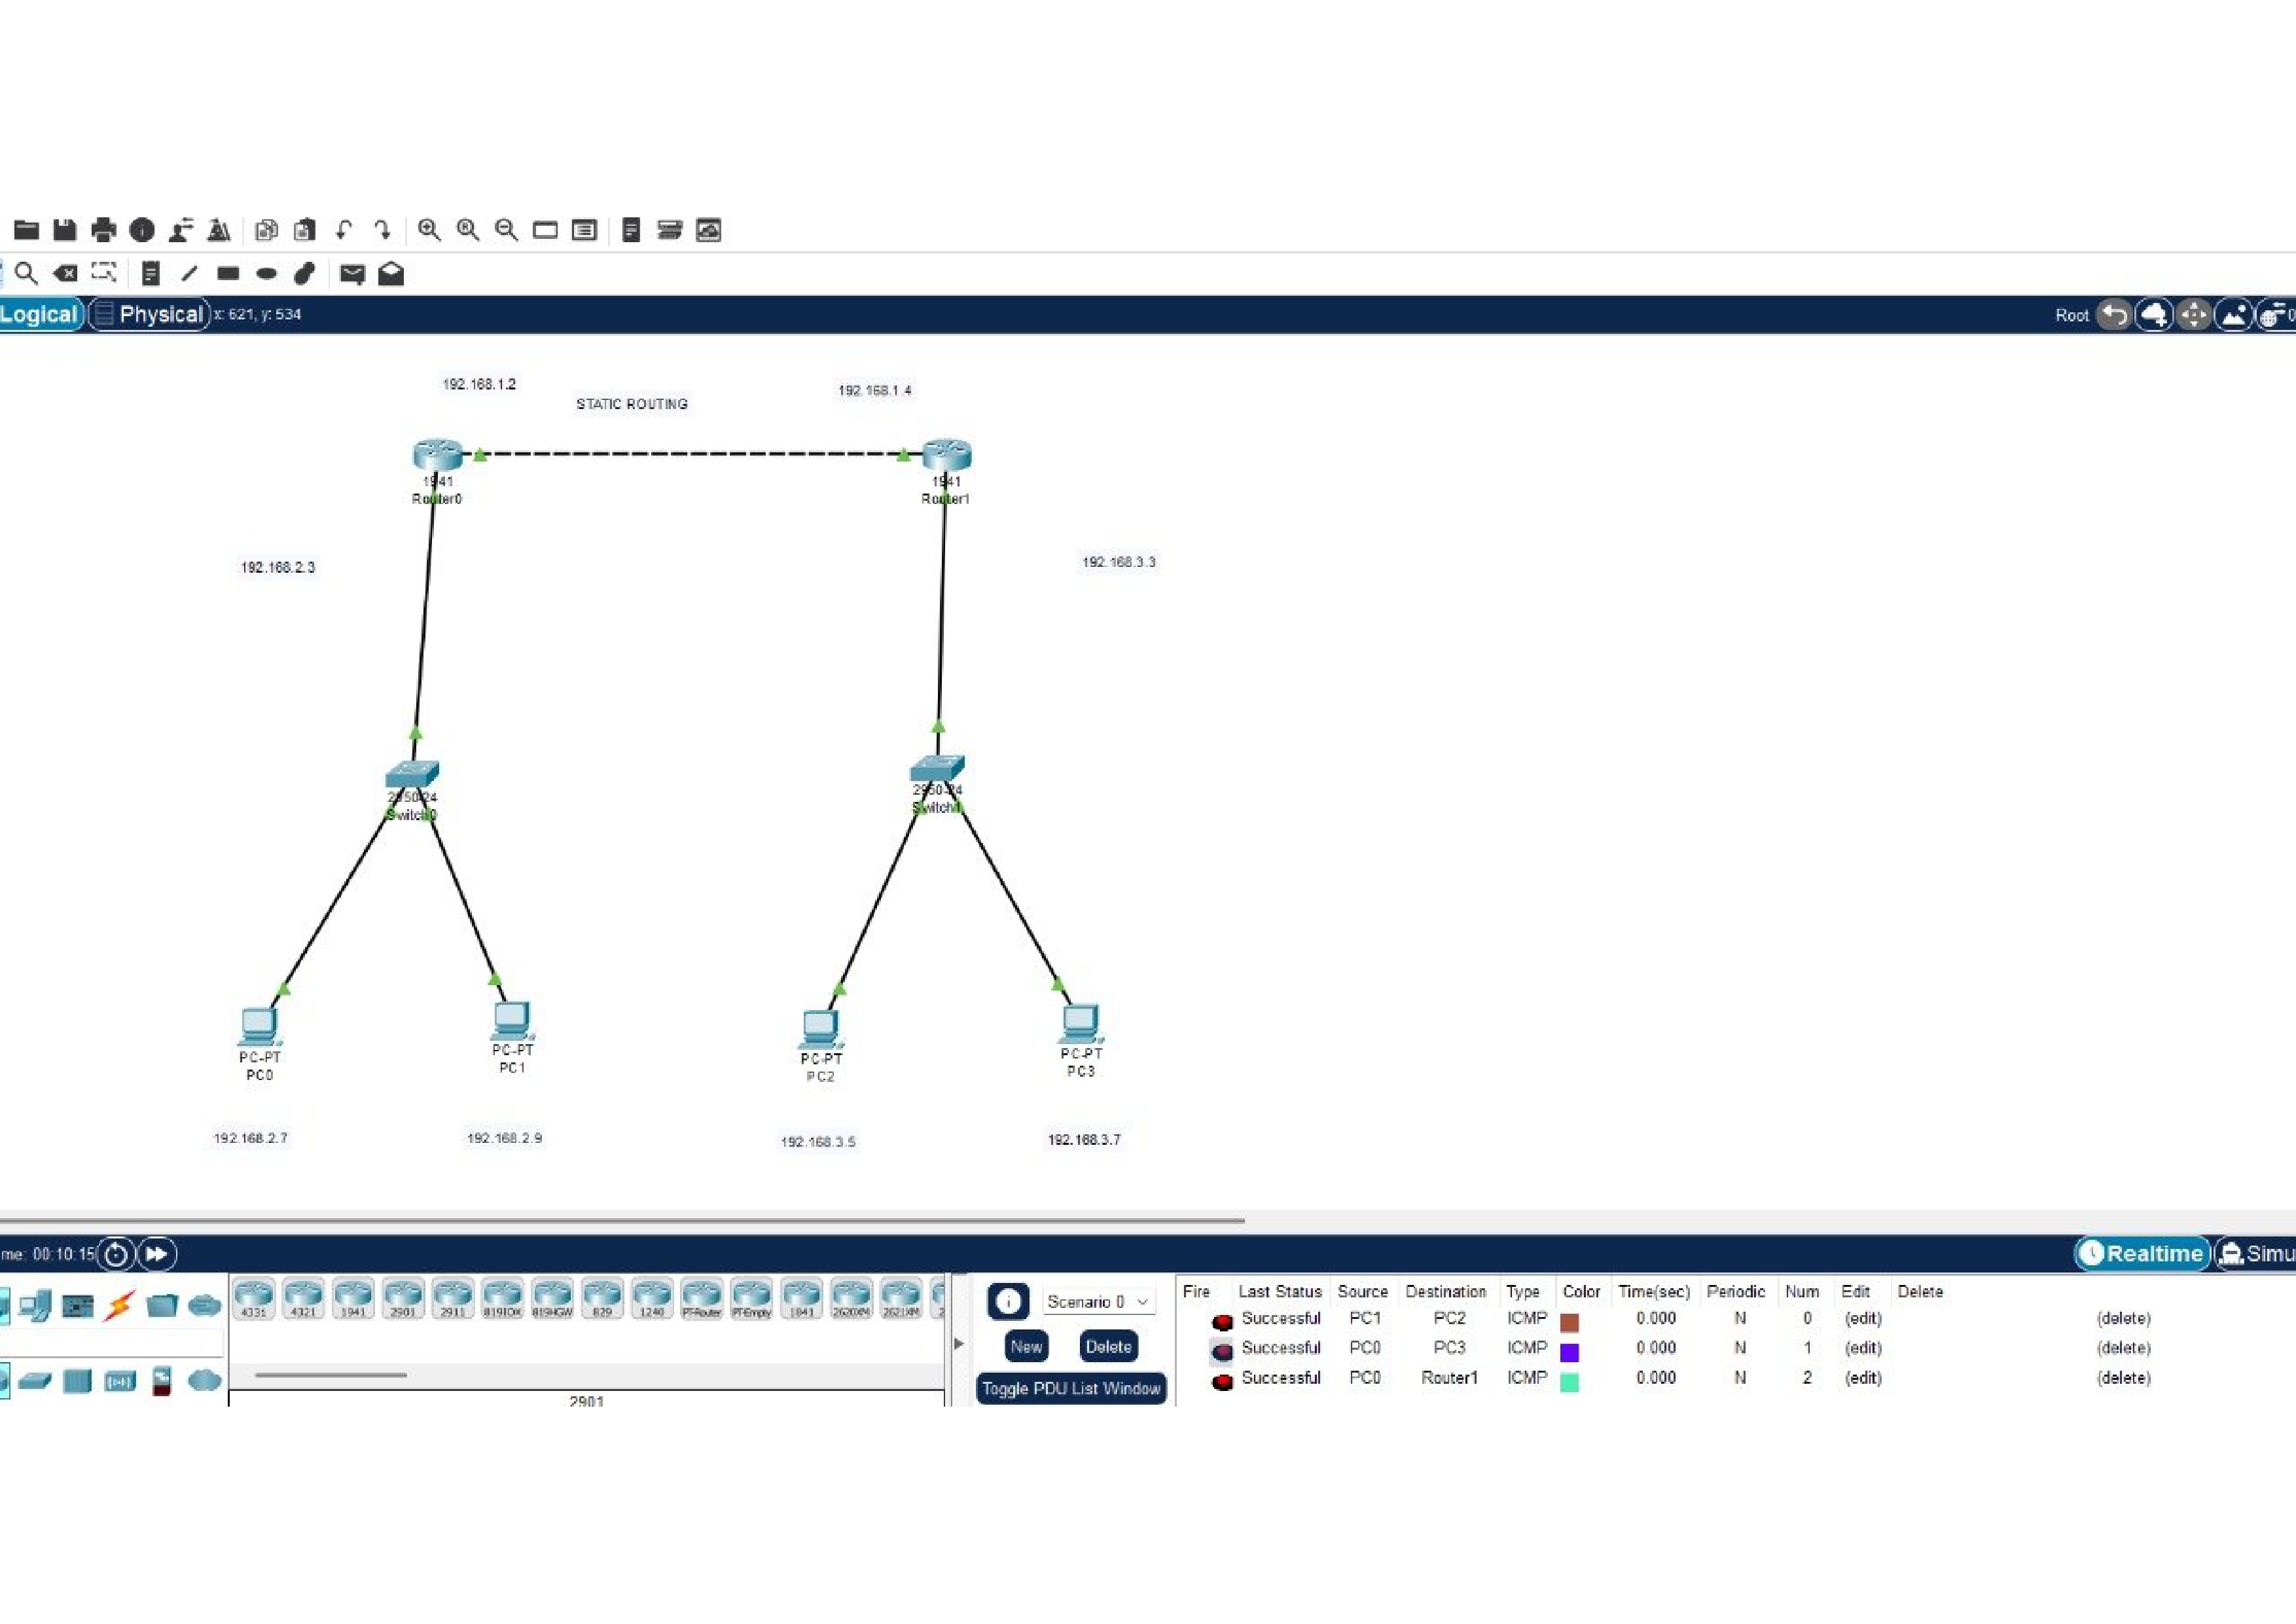 Logical Physical x: 621, y: 534 Root
192.168.1.2
192.168.1.4
STATIC ROUTING
1941
Router0
1941
Router1
192.168.2.3
192.168.3.3
2950-24
Switch0
2950-24
Switch1
PC-PT
PC0
PC-PT
PC1
PC-PT
PC2
PC-PT
PC3
192.168.2.7
192.168.2.9
192.168.3.5
192.168.3.7
me: 00:10:15 Realtime Simu
4331 4321 1941 2901 2911 819IOX 819HGW 829 1240 PT-Router PT-Empty 1841 2620XM 2621XM 2
2901
Scenario 0
New Delete
Toggle PDU List Window
Fire Last Status Source Destination Type Color Time(sec) Periodic Num Edit Delete
Successful PC1 PC2 ICMP 0.000 N 0 (edit) (delete)
Successful PC0 PC3 ICMP 0.000 N 1 (edit) (delete)
Successful PC0 Router1 ICMP 0.000 N 2 (edit) (delete)